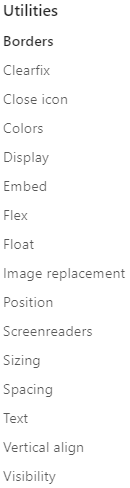 Utilities
Borders
Clearfix
Close icon
Colors
Display
Embed
Flex
Float
Image replacement
Position
Screenreaders
Sizing
Spacing
Text
Vertical align
Visibility